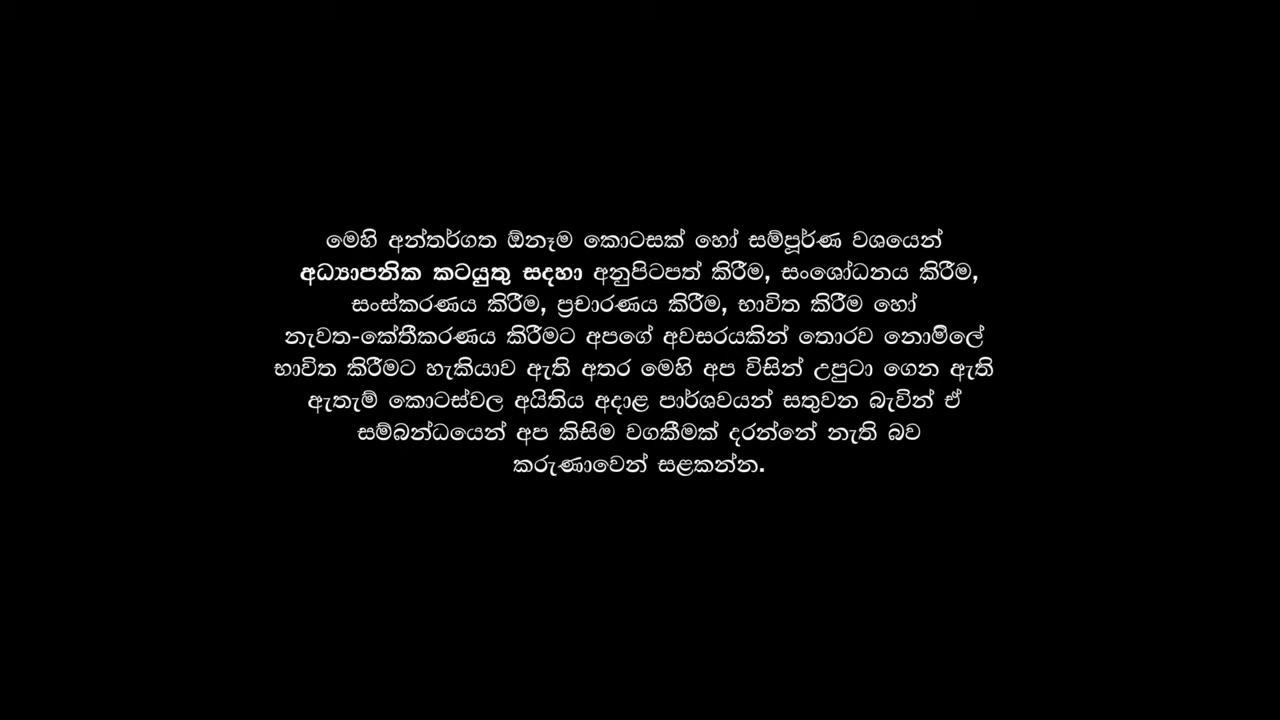 මෙහි අන්තර්ගත ඕනෑම කොටසක් හෝ සම්පූර්ණ වශයෙන්
අධ්‍යාපනික කටයුතු සදහා අනුපිටපත් කිරීම, සංශෝධනය කිරීම,
සංස්කරණය කිරීම, ප්‍රචාරණය කිරීම, භාවිත කිරීම හෝ
නැවත-කේතීකරණය කිරීමට අපගේ අවසරයකින් තොරව නොමිලේ
භාවිත කිරීමට හැකියාව ඇති අතර මෙහි අප විසින් උපුටා ගෙන ඇති
ඇතැම් කොටස්වල අයිතිය අදාළ පාර්ශවයන් සතුවන බැවින් ඒ
සම්බන්ධයෙන් අප කිසිම වගකීමක් දරන්නේ නැති බව
කරුණාවෙන් සළකන්න.